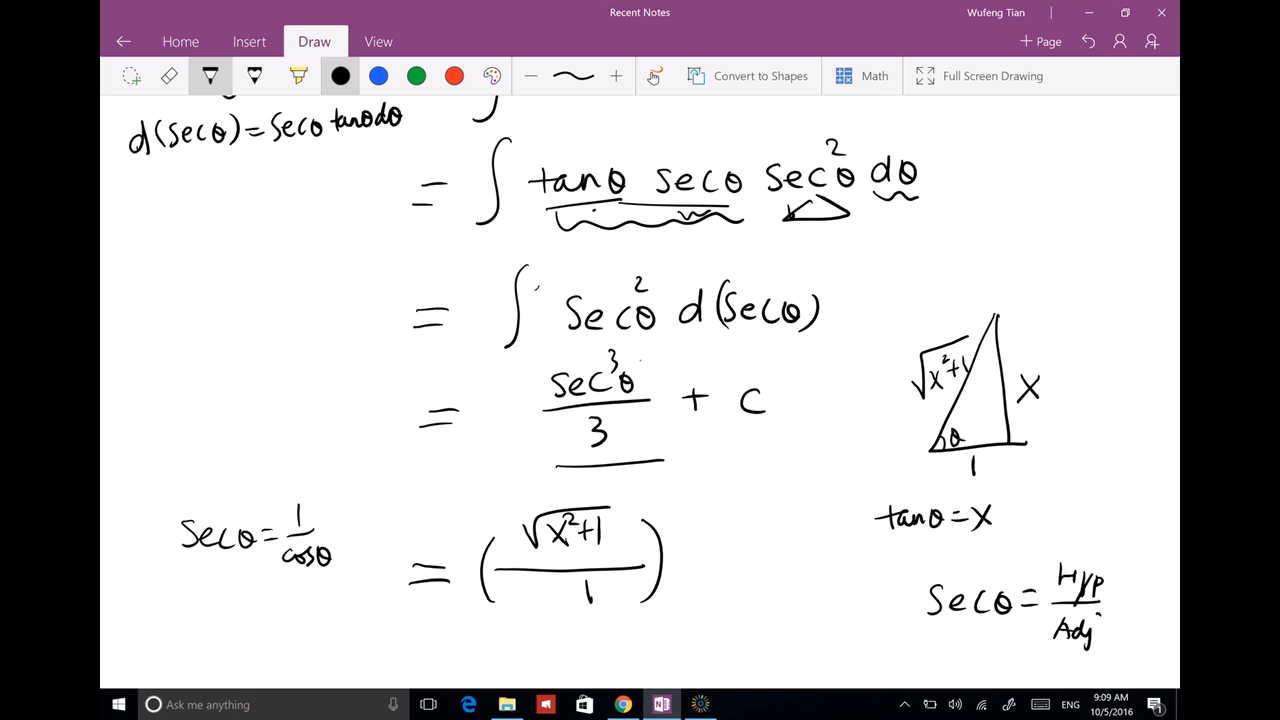 Recent Notes
Wufeng Tian
Home Insert Draw View
Page
Convert to Shapes
Math
Full Screen Drawing
d(secθ) = secθ tanθdθ ∫
= ∫ tanθ secθ sec²θ dθ
= ∫ sec²θ d(secθ)
= sec³θ/3 + c
√x²+1
x
θ
1
tanθ = x
secθ = 1/cosθ
= (√x²+1/1)
secθ = Hyp/Adj
Ask me anything
ENG
9:09 AM
10/5/2016
1